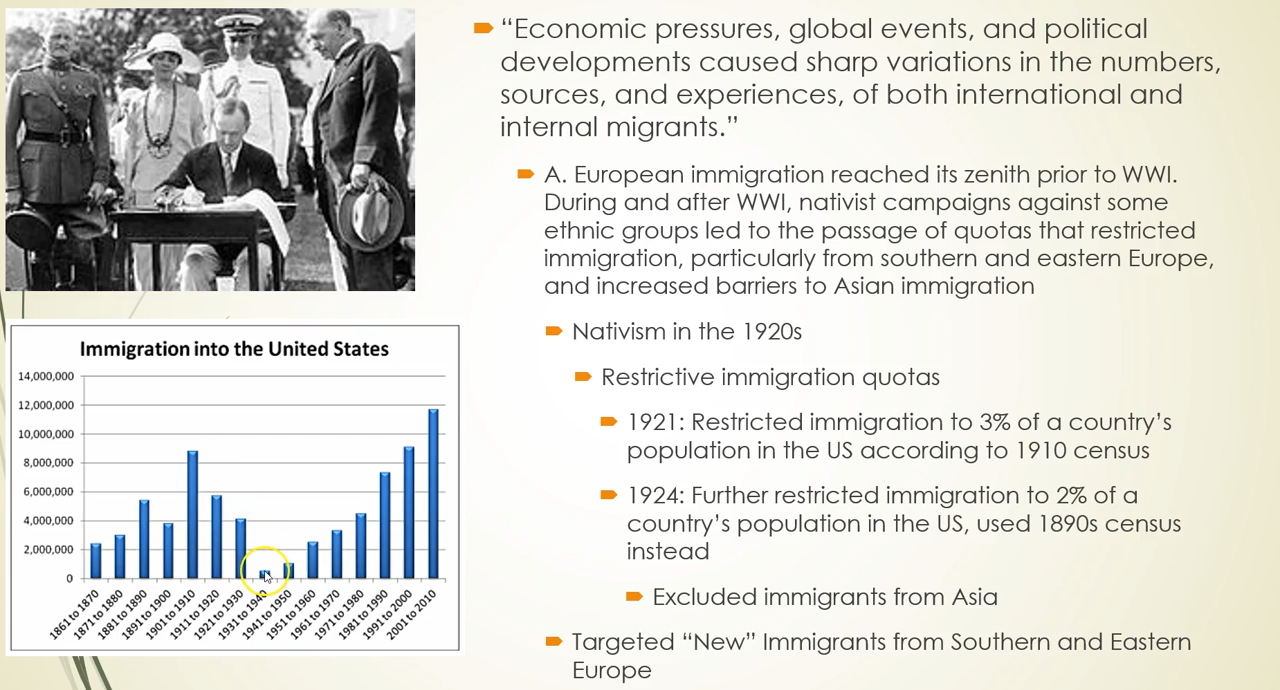 “Economic pressures, global events, and political
developments caused sharp variations in the numbers,
sources, and experiences, of both international and
internal migrants.”
A. European immigration reached its zenith prior to WWI.
During and after WWI, nativist campaigns against some
ethnic groups led to the passage of quotas that restricted
immigration, particularly from southern and eastern Europe,
and increased barriers to Asian immigration
Nativism in the 1920s
Restrictive immigration quotas
1921: Restricted immigration to 3% of a country’s
population in the US according to 1910 census
1924: Further restricted immigration to 2% of a
country’s population in the US, used 1890s census
instead
Excluded immigrants from Asia
Targeted “New” Immigrants from Southern and Eastern
Europe
Immigration into the United States
14,000,000
12,000,000
10,000,000
8,000,000
6,000,000
4,000,000
2,000,000
0
1861 to 1870
1871 to 1880
1881 to 1890
1891 to 1900
1901 to 1910
1911 to 1920
1921 to 1930
1931 to 1940
1941 to 1950
1951 to 1960
1961 to 1970
1971 to 1980
1981 to 1990
1991 to 2000
2001 to 2010